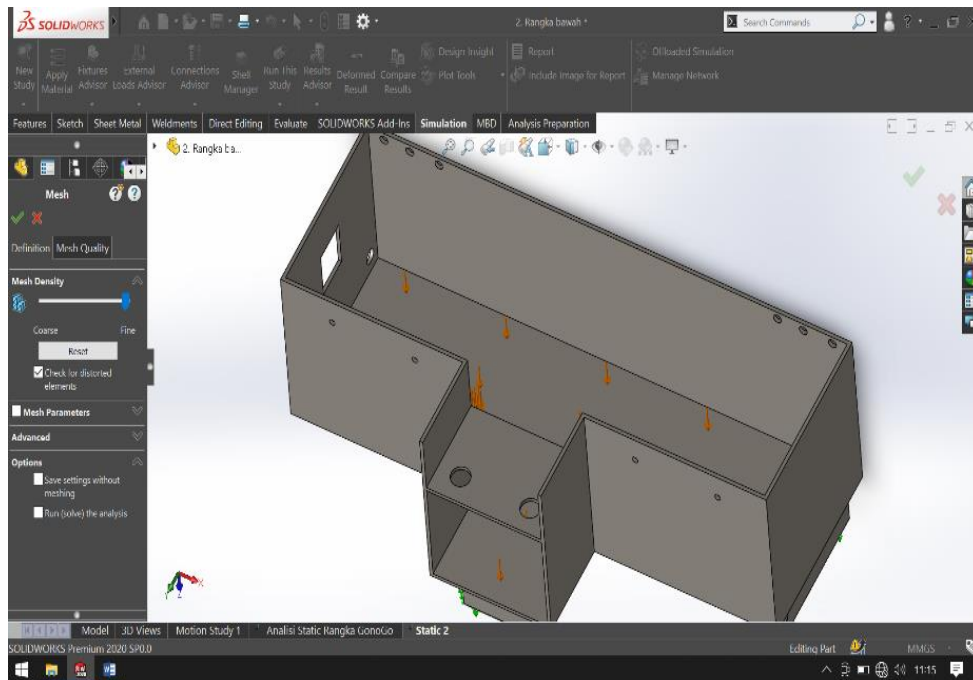 SOLIDWORKS
2. Rangka bawah *
Search Commands
New Study
Apply Material
Fixtures Advisor
External Loads Advisor
Connections Advisor
Shell Manager
Run This Study
Results Advisor
Deformed Result
Compare Results
Design Insight
Plot Tools
Report
Include Image for Report
Offloaded Simulation
Manage Network
Features Sketch Sheet Metal Weldments Direct Editing Evaluate SOLIDWORKS Add-Ins Simulation MBD Analysis Preparation
2. Rangka ba...
Mesh
Definition Mesh Quality
Mesh Density
Coarse Fine
Reset
Check for distorted
elements
Mesh Parameters
Advanced
Options
Save settings without
meshing
Run (solve) the analysis
Model 3D Views Motion Study 1 Analisi Static Rangka GonoGo Static 2
SOLIDWORKS Premium 2020 SP0.0
Editing Part
MMGS
11:15